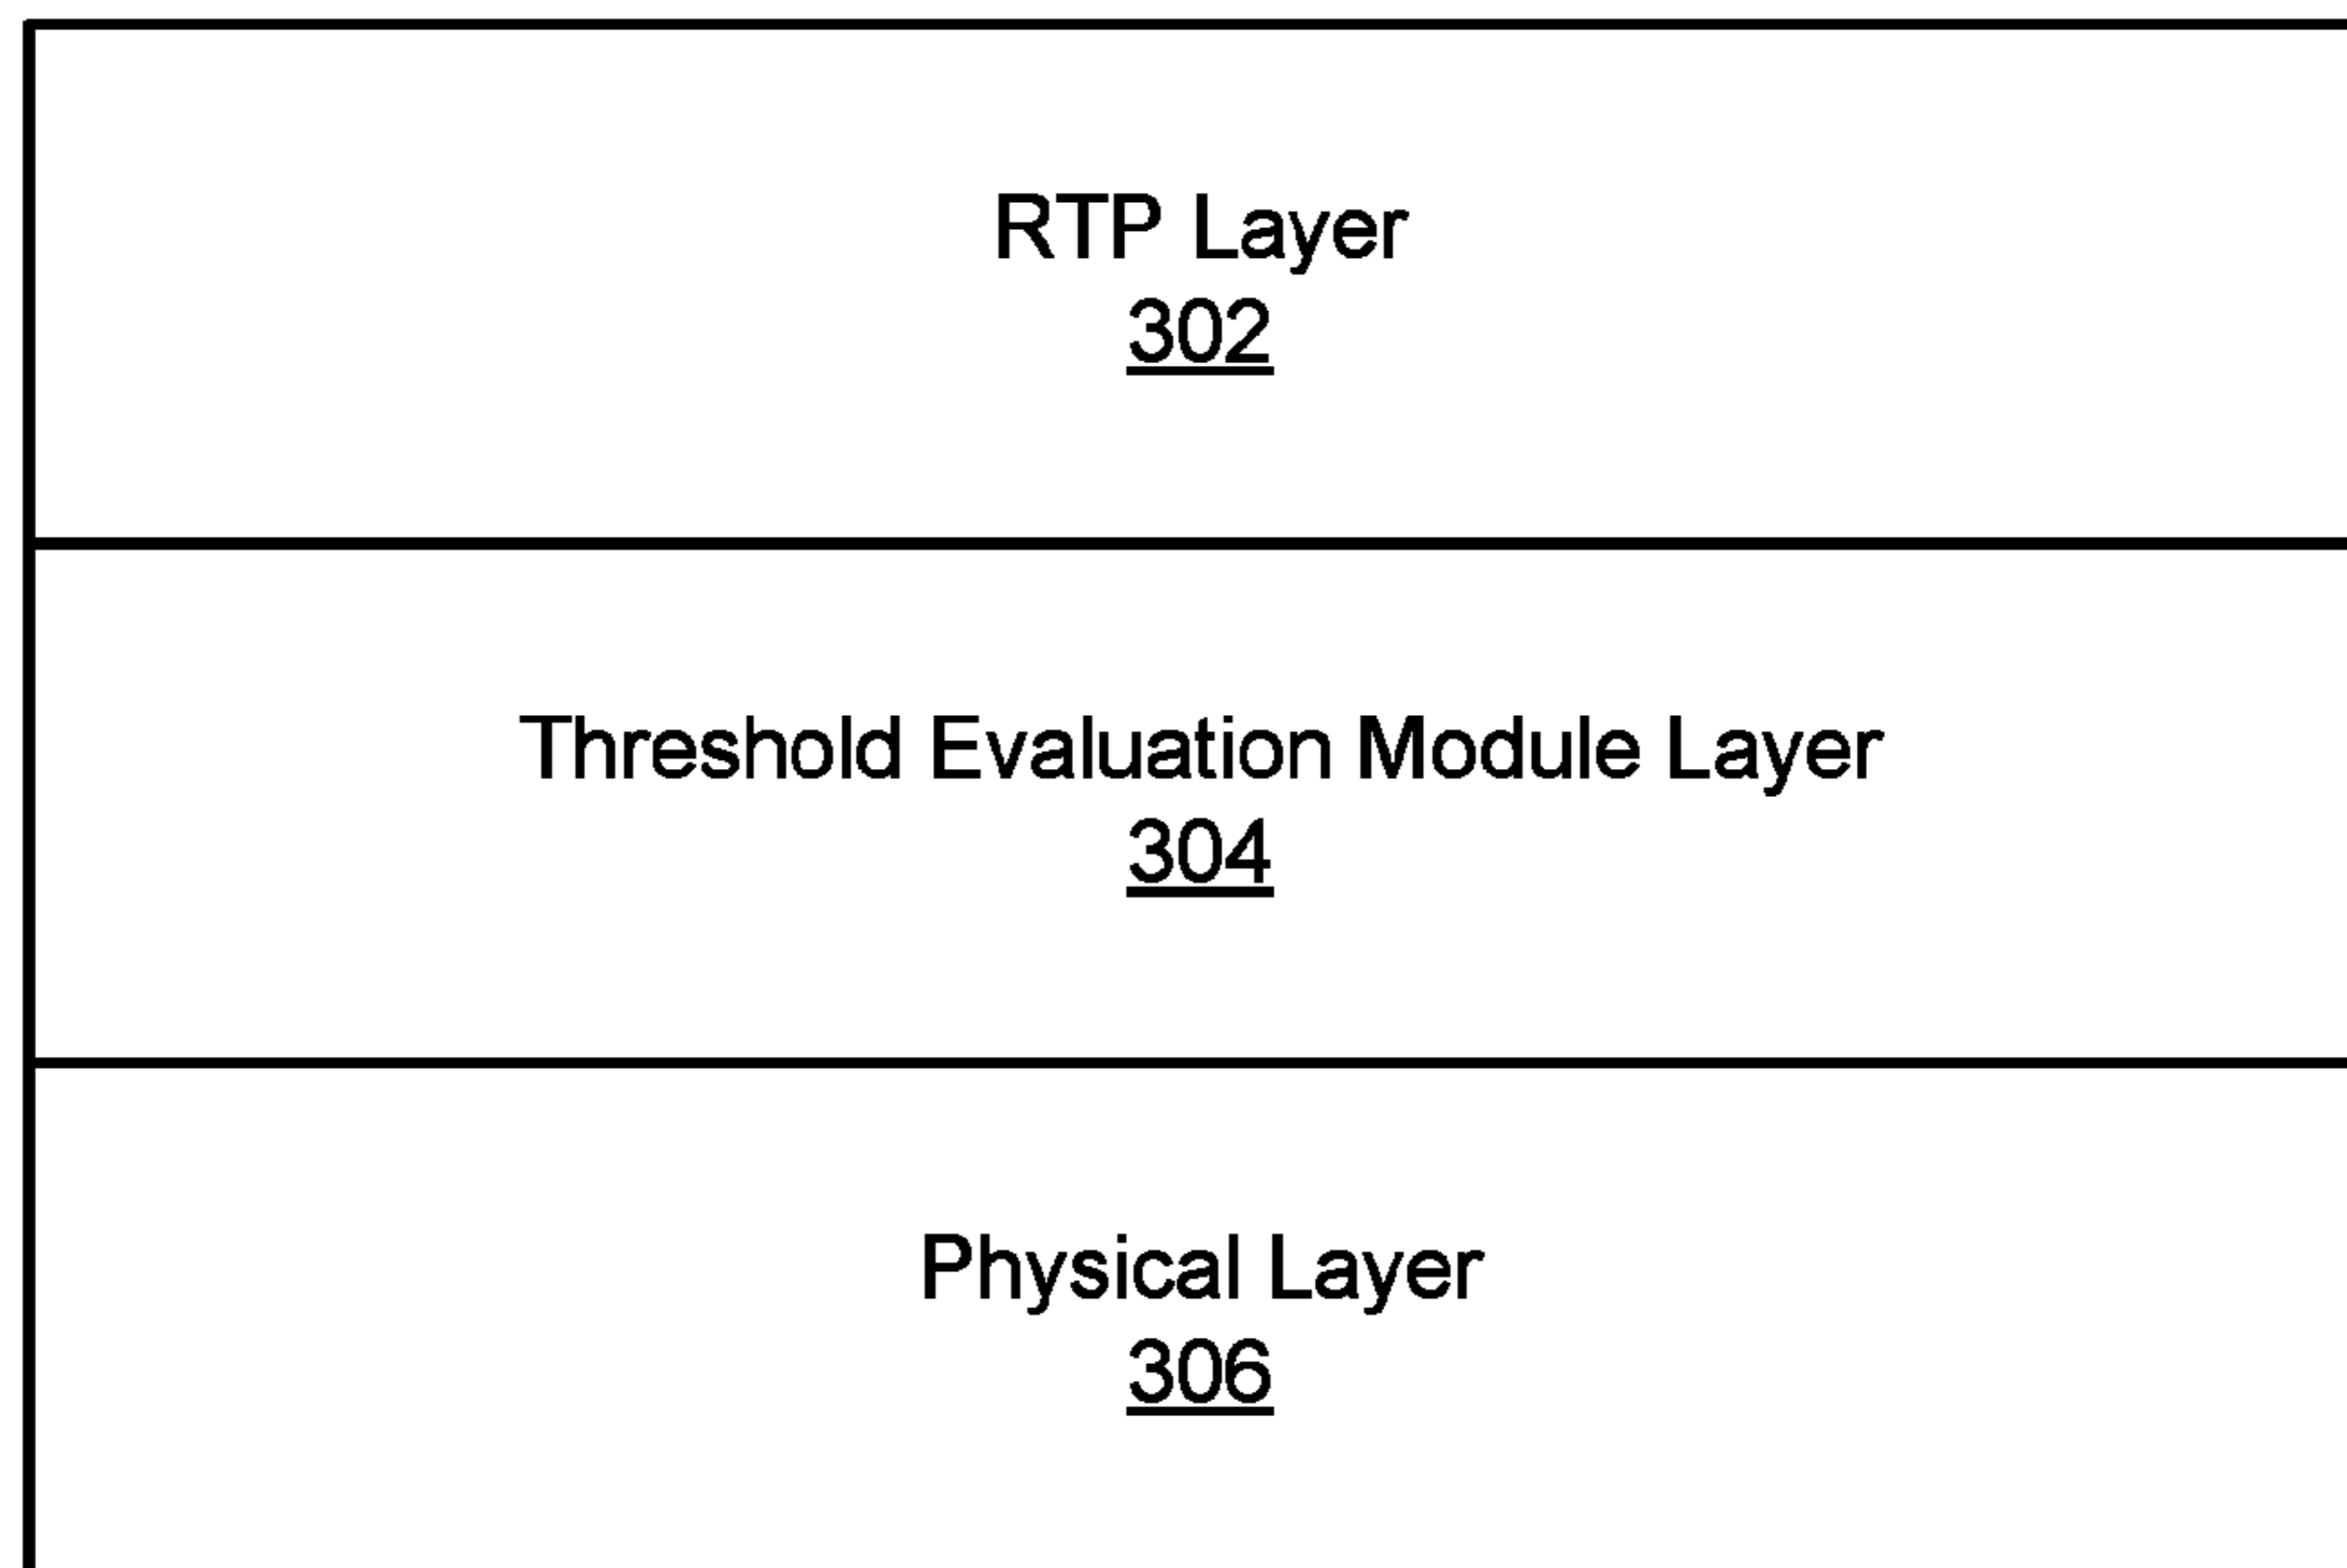 RTP Layer
302
Threshold Evaluation Module Layer
304
Physical Layer
306